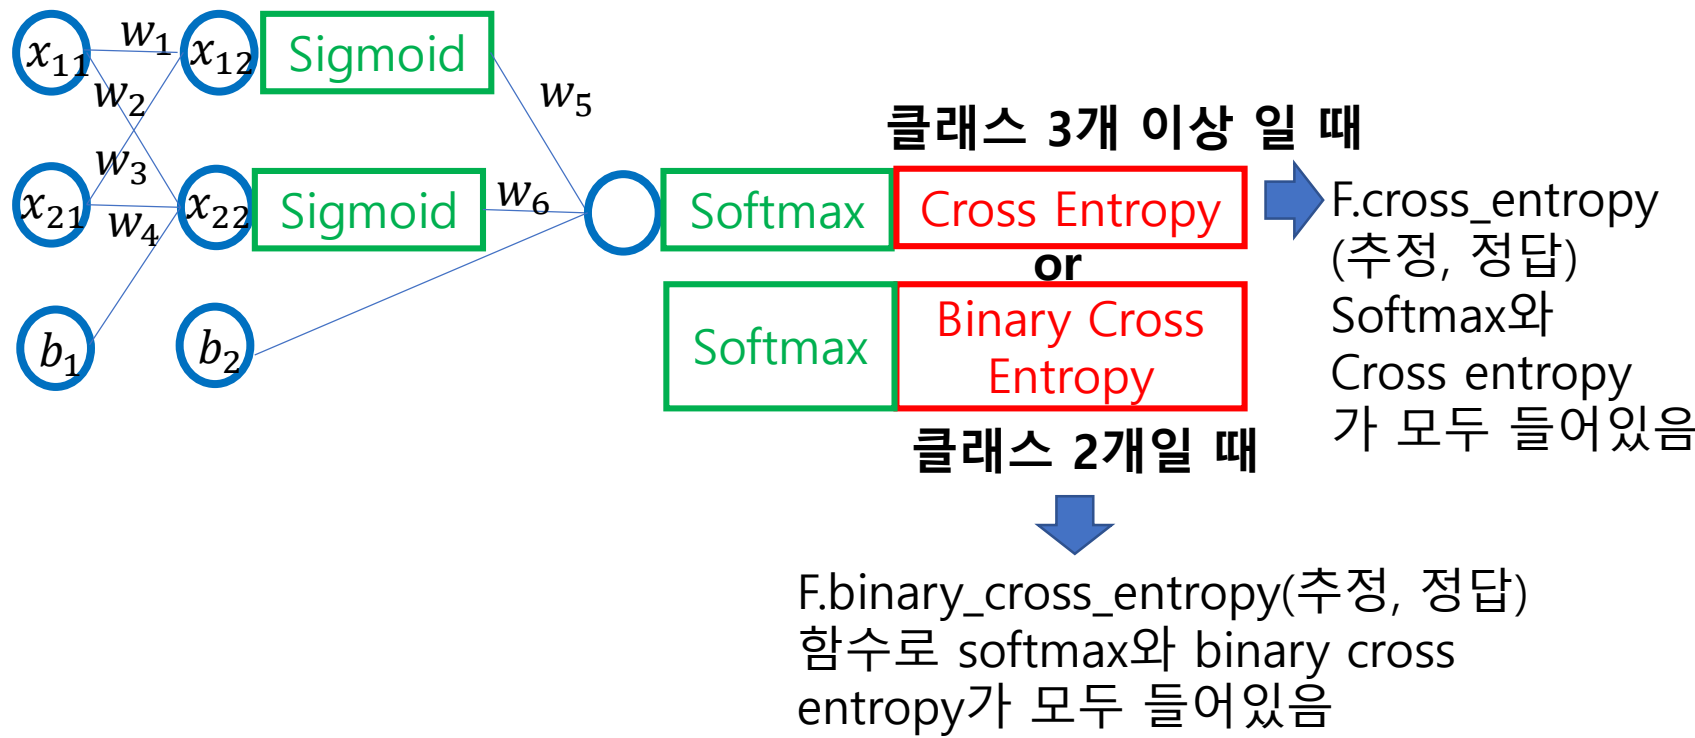 x11
w1
x12
Sigmoid
w2
w5
클래스 3개 이상 일 때
w3
x21
w4
x22
Sigmoid
w6
Softmax
Cross Entropy
F.cross_entropy
(추정, 정답)
Softmax와
Cross entropy
가 모두 들어있음
or
b1
b2
Softmax
Binary Cross
Entropy
클래스 2개일 때
F.binary_cross_entropy(추정, 정답)
함수로 softmax와 binary cross
entropy가 모두 들어있음